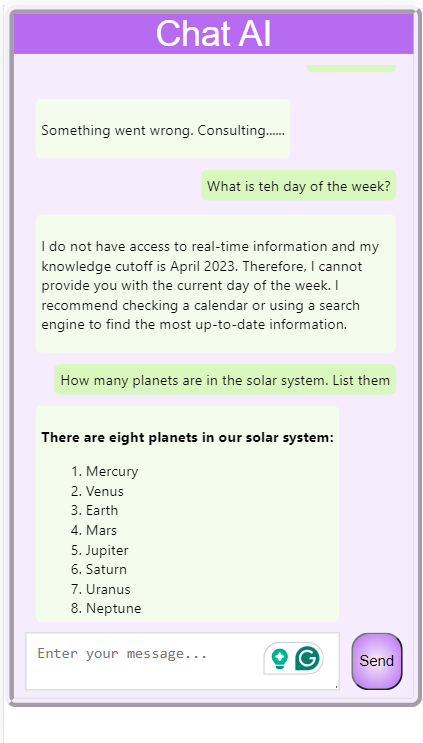 Chat AI
Something went wrong. Consulting......
What is teh day of the week?
I do not have access to real-time information and my
knowledge cutoff is April 2023. Therefore, I cannot
provide you with the current day of the week. I
recommend checking a calendar or using a search
engine to find the most up-to-date information.
How many planets are in the solar system. List them
There are eight planets in our solar system:
1. Mercury
2. Venus
3. Earth
4. Mars
5. Jupiter
6. Saturn
7. Uranus
8. Neptune
Enter your message...
Send